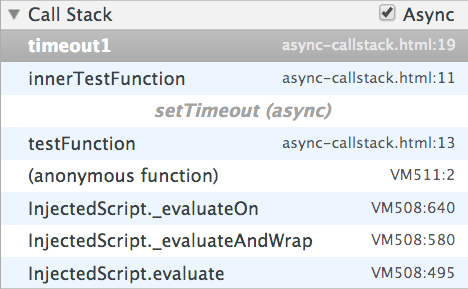 Call Stack Async
timeout1 async-callstack.html:19
innerTestFunction async-callstack.html:11
setTimeout (async)
testFunction async-callstack.html:13
(anonymous function) VM511:2
InjectedScript._evaluateOn VM508:640
InjectedScript._evaluateAndWrap VM508:580
InjectedScript.evaluate VM508:495